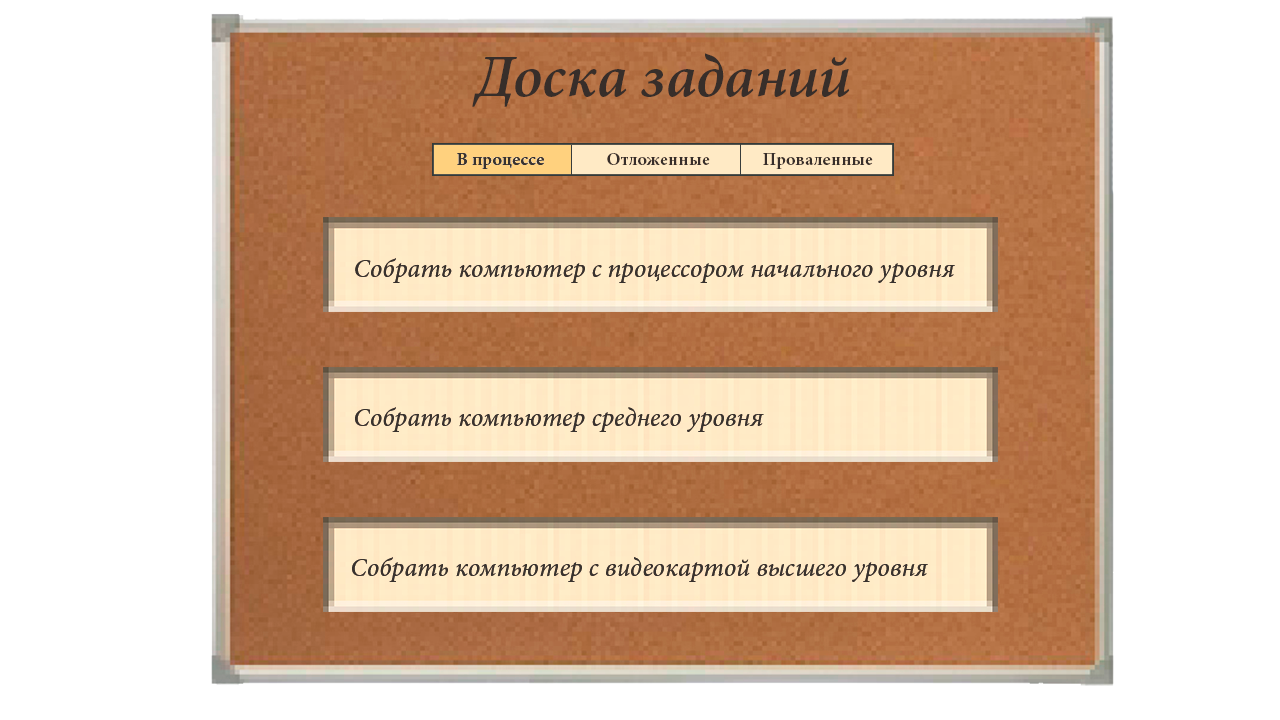 Доска заданий
В процессе Отложенные Проваленные
Собрать компьютер с процессором начального уровня
Собрать компьютер среднего уровня
Собрать компьютер с видеокартой высшего уровня